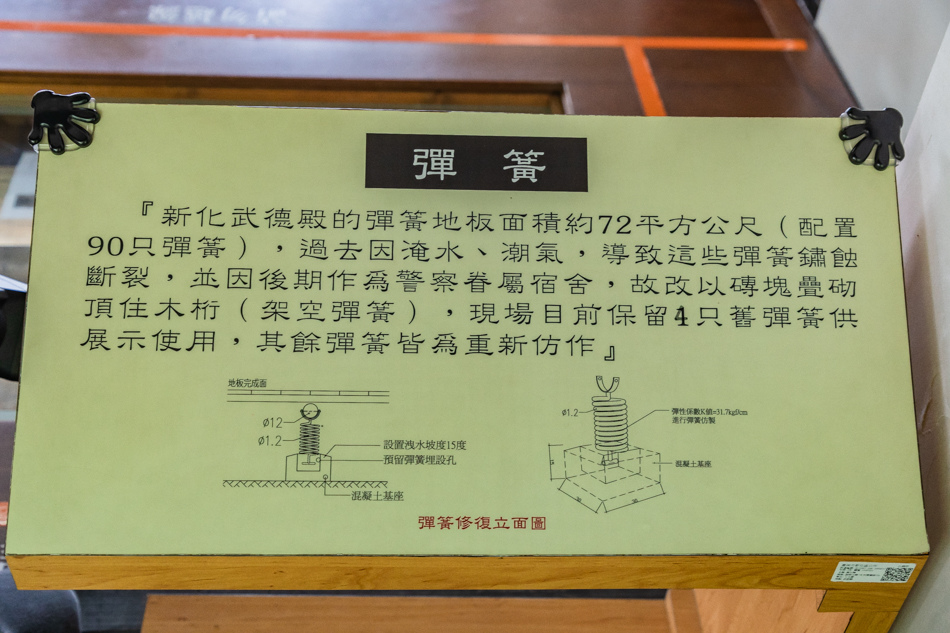 彈 簧
『新化武德殿的彈簧地板面積約72平方公尺（配置
90只彈簧），過去因淹水、潮氣，導致這些彈簧鏽蝕
斷裂，並因後期作為警察眷屬宿舍，故改以磚塊疊砌
頂住木桁（架空彈簧），現場目前保留4只舊彈簧供
展示使用，其餘彈簧皆為重新仿作』
地板完成面
ø12
ø1.2
設置洩水坡度15度
預留彈簧埋設孔
混凝土基座
ø1.2
彈性係數K值=31.7kgf/cm
進行彈簧仿製
混凝土基座
彈簧修復立面圖